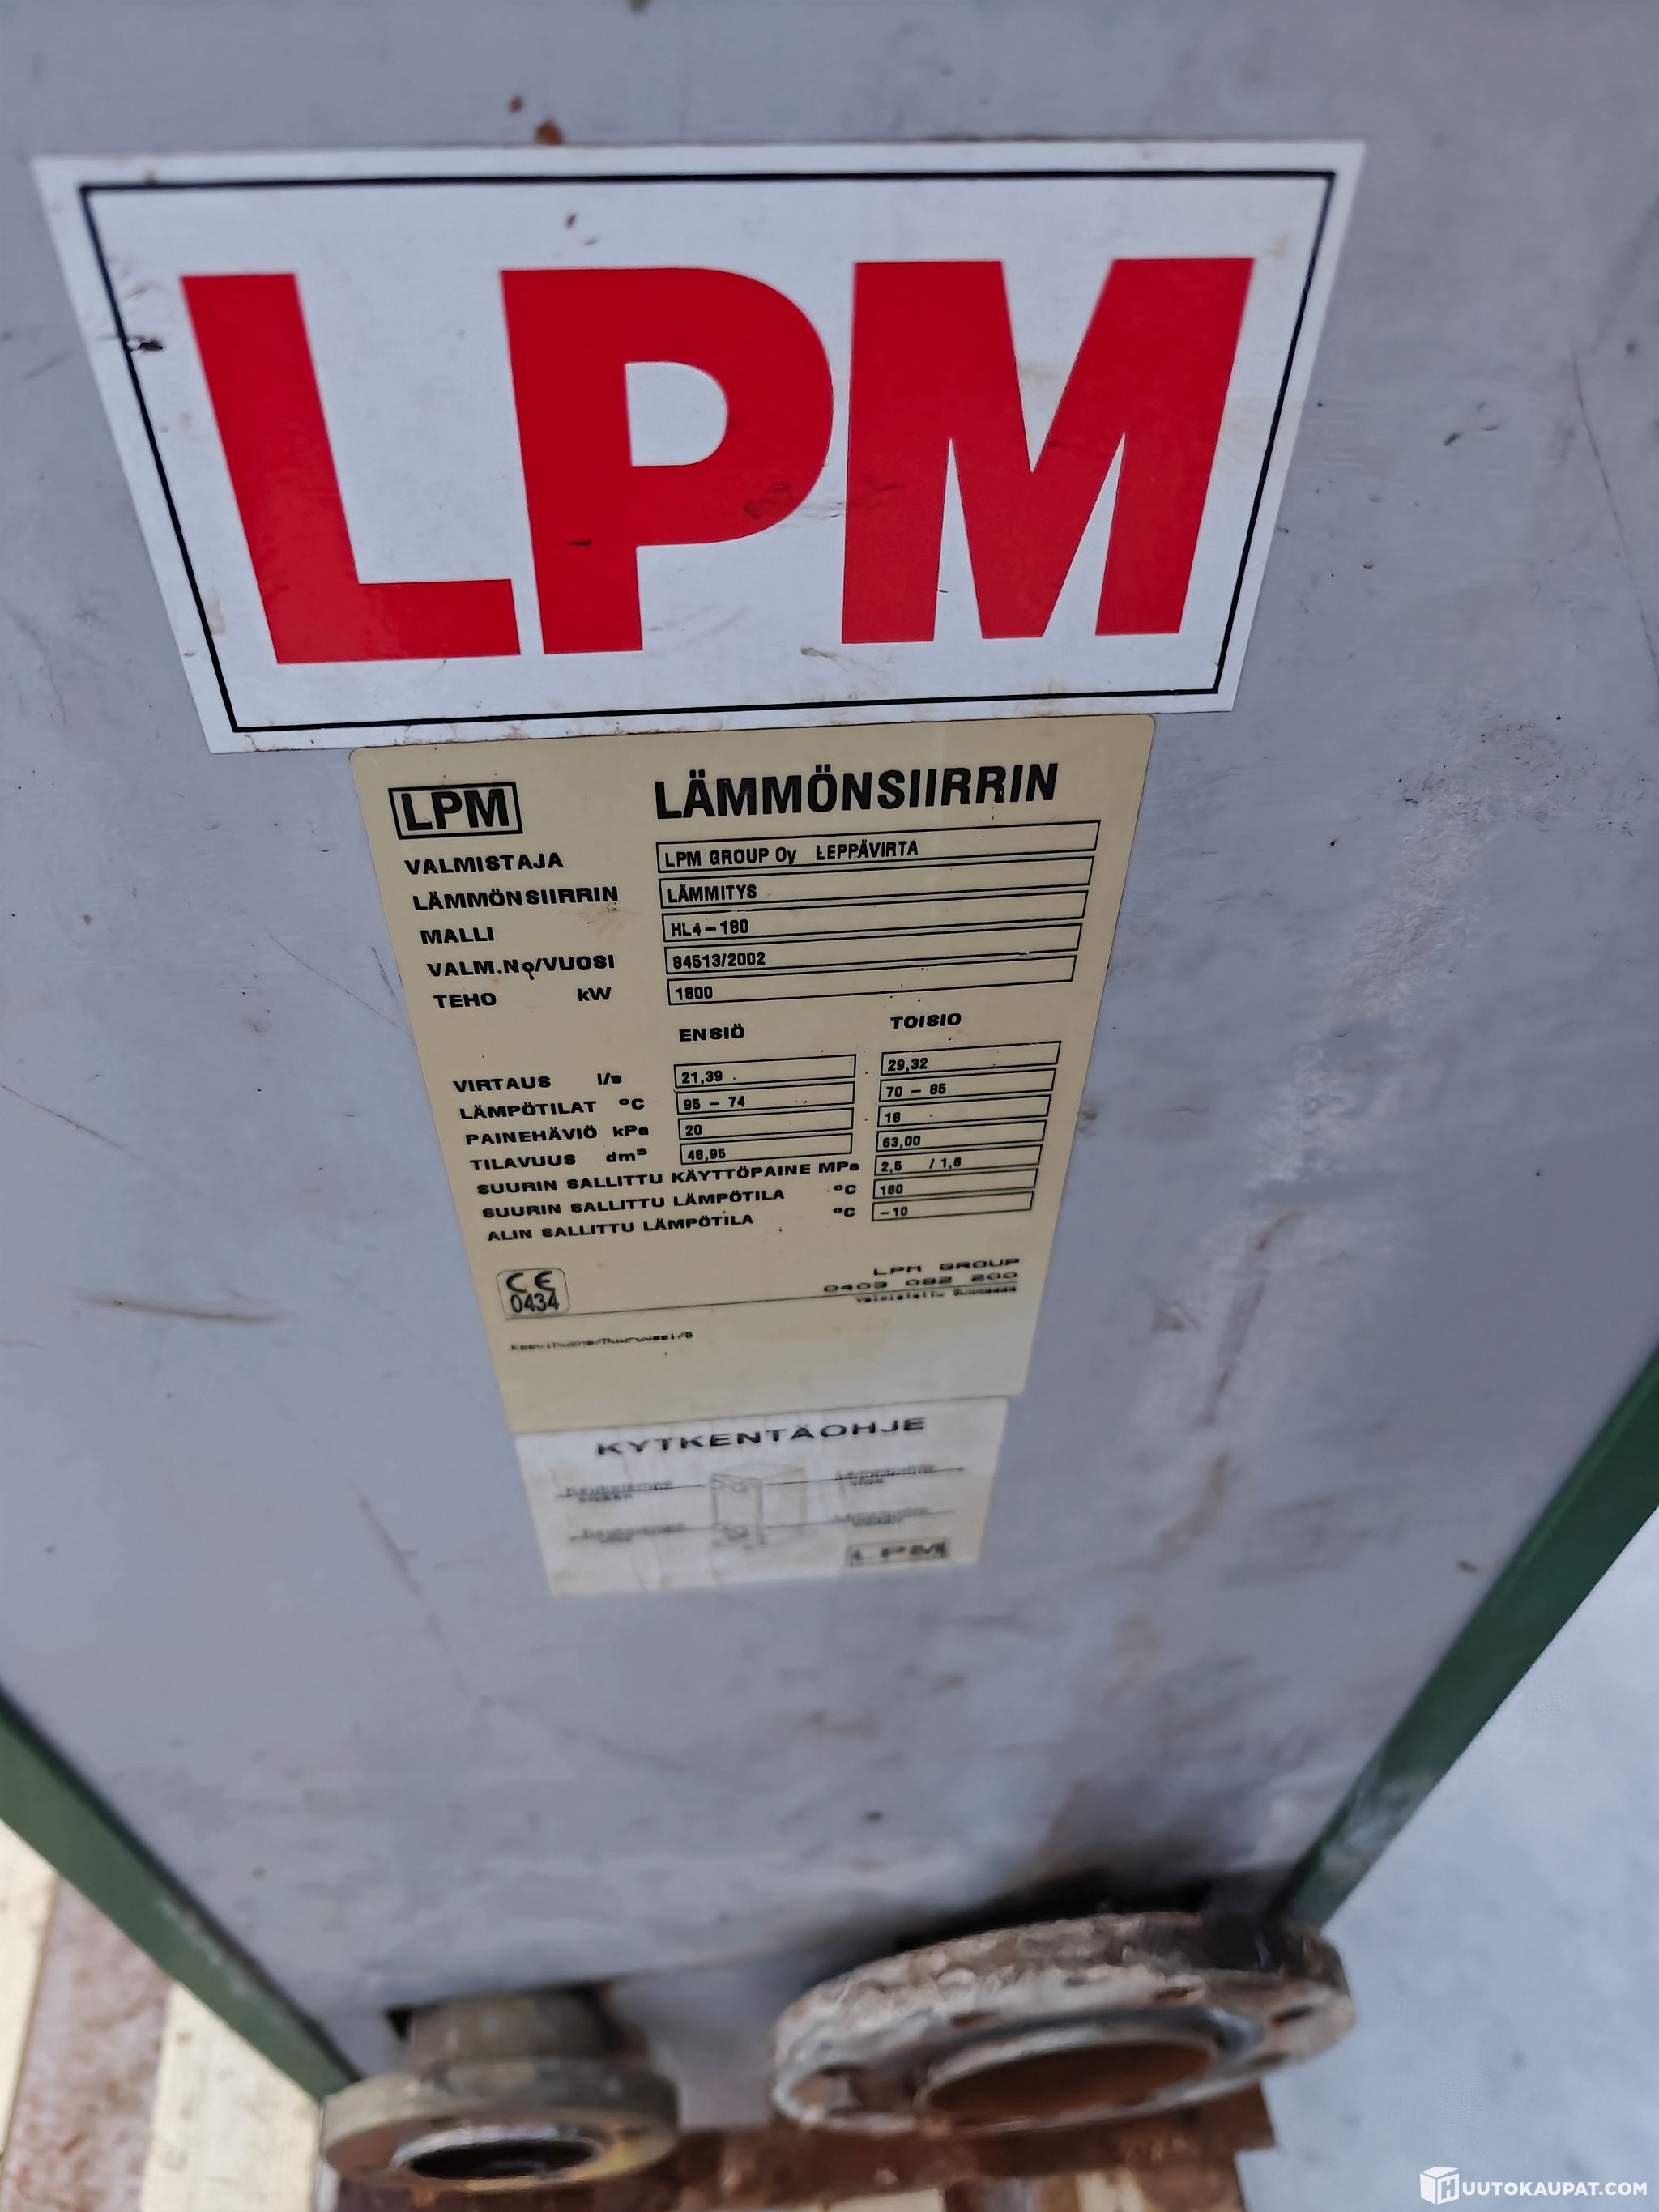 LPM
LPM LÄMMÖNSIIRRIN
VALMISTAJA LPM GROUP Oy LEPPÄVIRTA
LÄMMÖNSIIRRIN LÄMMITYS
MALLI HL4-180
VALM.No/VUOSI 84513/2002
TEHO kW 1800
ENSIÖ TOISIO
VIRTAUS l/s 21,39 29,32
LÄMPÖTILAT °C 95 - 74 70 - 85
PAINEHÄVIÖ kPa 20 18
TILAVUUS dm³ 48,95 63,00
SUURIN SALLITTU KÄYTTÖPAINE MPa 2,5 / 1,6
SUURIN SALLITTU LÄMPÖTILA °C 180
ALIN SALLITTU LÄMPÖTILA °C -10
CE
0434
LPM GROUP
0403 082 200
KYTKENTÄOHJE
LPM
HUUTOKAUPAT.COM